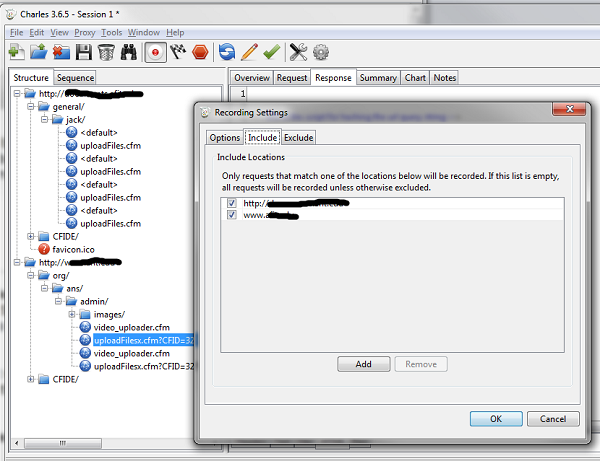 Charles 3.6.5 - Session 1 *
File Edit View Proxy Tools Window Help
Structure Sequence
Overview Request Response Summary Chart Notes
1
http://
general/
jack/
<default>
uploadFiles.cfm
<default>
uploadFiles.cfm
<default>
uploadFiles.cfm
<default>
uploadFiles.cfm
CFIDE/
favicon.ico
http://w
org/
ans/
admin/
images/
video_uploader.cfm
uploadFilesx.cfm?CFID=32
video_uploader.cfm
uploadFilesx.cfm?CFID=32
CFIDE/
Recording Settings
Options Include Exclude
Include Locations
Only requests that match one of the locations below will be recorded. If this list is empty,
all requests will be recorded unless otherwise excluded.
http://
www.
Add Remove
OK Cancel